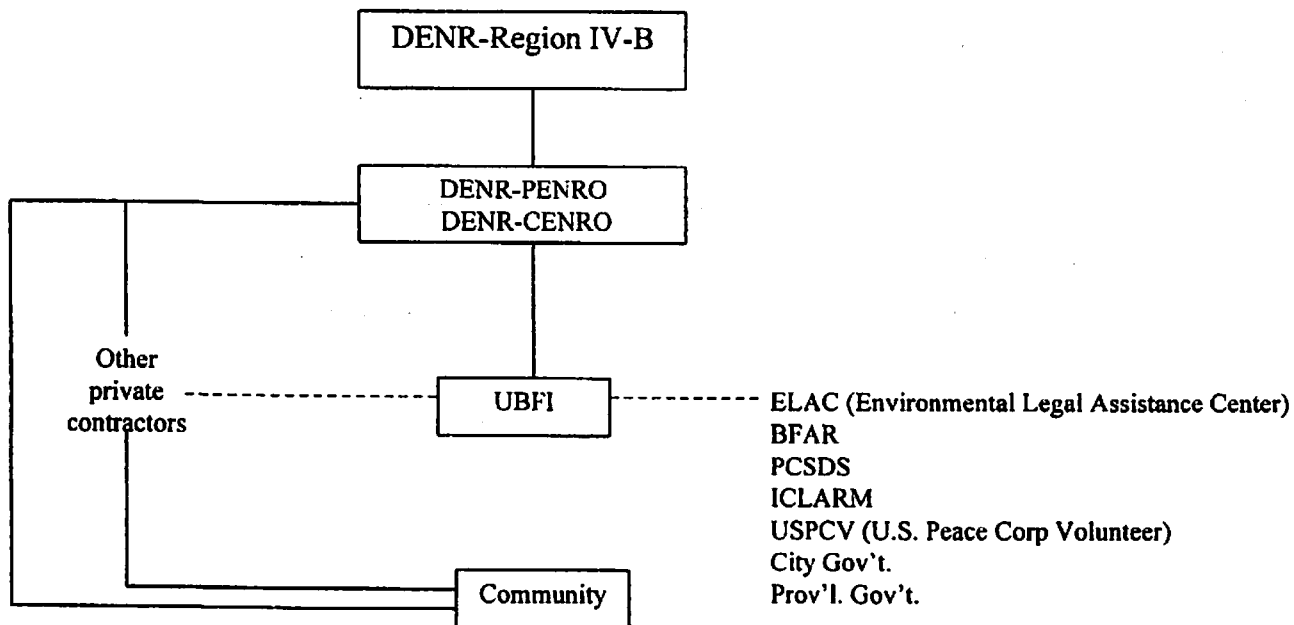 DENR-Region IV-B
DENR-PENRO
DENR-CENRO
Other
private
contractors
UBFI
ELAC (Environmental Legal Assistance Center)
BFAR
PCSDS
ICLARM
USPCV (U.S. Peace Corp Volunteer)
City Gov't.
Prov'l. Gov't.
Community